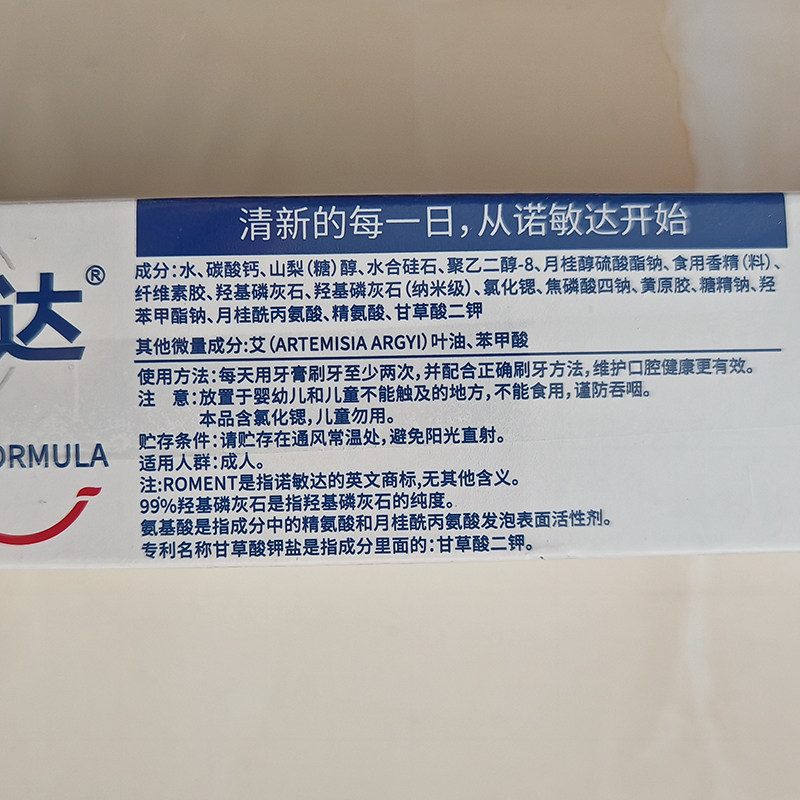 清新的每一日，从诺敏达开始
达®
ORMULA
成分：水、碳酸钙、山梨（糖）醇、水合硅石、聚乙二醇-8、月桂醇硫酸酯钠、食用香精（料）、
纤维素胶、羟基磷灰石、羟基磷灰石（纳米级）、氯化锶、焦磷酸四钠、黄原胶、糖精钠、羟
苯甲酯钠、月桂酰丙氨酸、精氨酸、甘草酸二钾
其他微量成分：艾（ARTEMISIA ARGYI）叶油、苯甲酸
使用方法：每天用牙膏刷牙至少两次，并配合正确刷牙方法，维护口腔健康更有效。
注 意：放置于婴幼儿和儿童不能触及的地方，不能食用，谨防吞咽。
本品含氯化锶，儿童勿用。
贮存条件：请贮存在通风常温处，避免阳光直射。
适用人群：成人。
注：ROMENT是指诺敏达的英文商标，无其他含义。
99%羟基磷灰石是指羟基磷灰石的纯度。
氨基酸是指成分中的精氨酸和月桂酰丙氨酸发泡表面活性剂。
专利名称甘草酸钾盐是指成分里面的：甘草酸二钾。